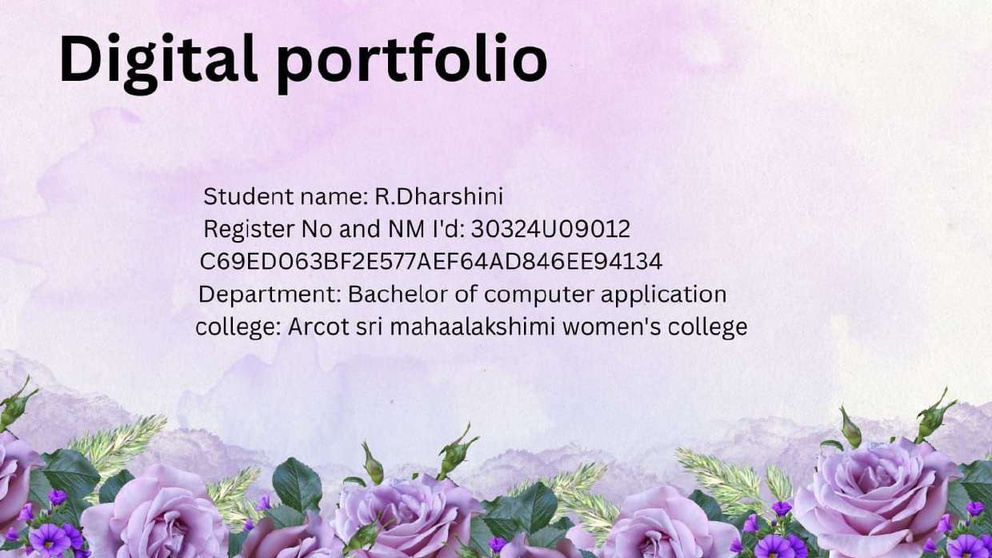 Digital portfolio
Student name: R.Dharshini
Register No and NM I'd: 30324U09012
C69ED063BF2E577AEF64AD846EE94134
Department: Bachelor of computer application
college: Arcot sri mahaalakshimi women's college